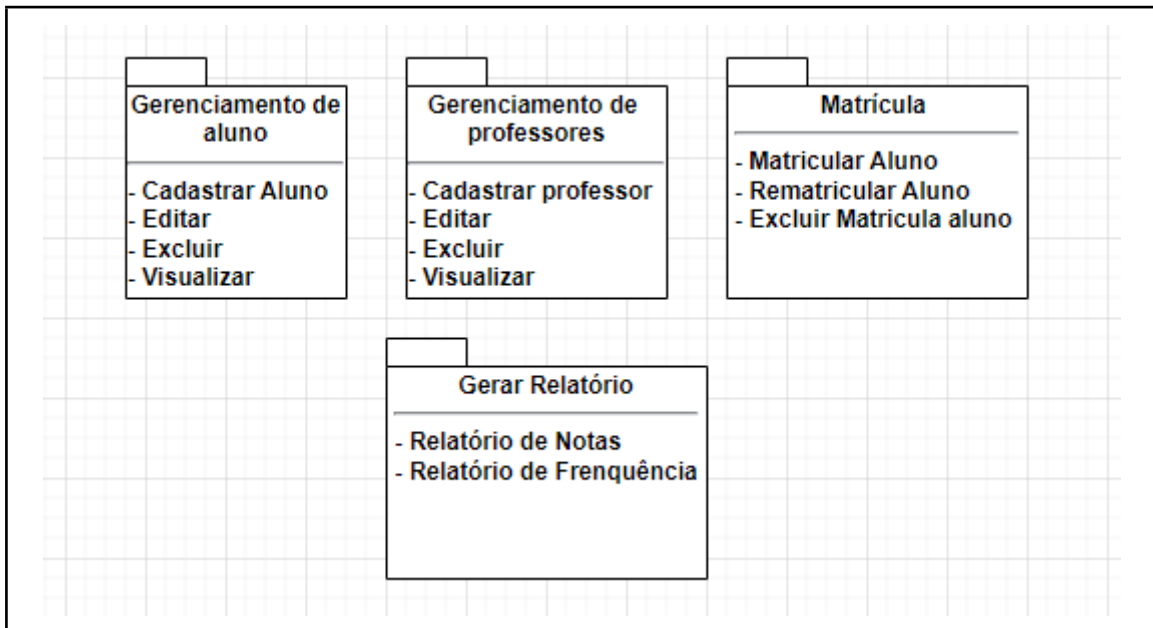 Gerenciamento de
aluno
- Cadastrar Aluno
- Editar
- Excluir
- Visualizar
Gerenciamento de
professores
- Cadastrar professor
- Editar
- Excluir
- Visualizar
Matrícula
- Matricular Aluno
- Rematricular Aluno
- Excluir Matricula aluno
Gerar Relatório
- Relatório de Notas
- Relatório de Frenquência